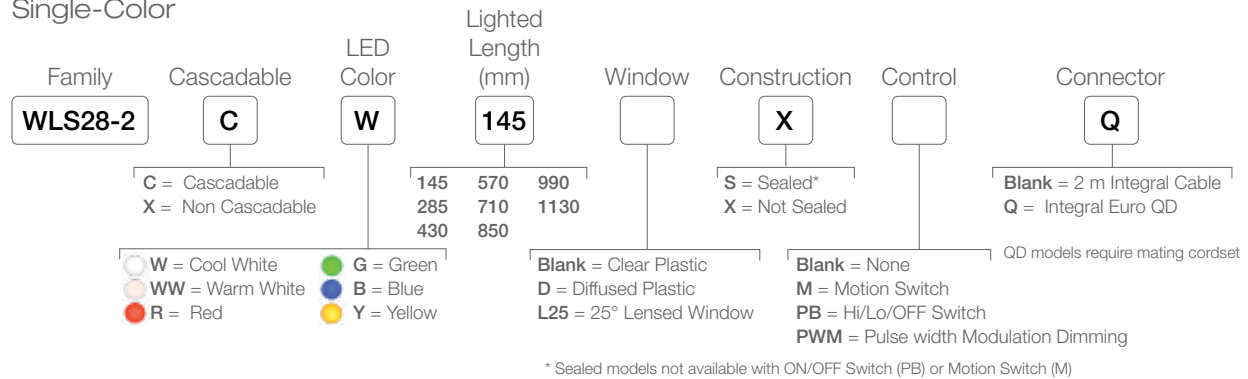 Single-Color
Family
Cascadable
LED
Color
Lighted
Length
(mm)
Window
Construction
Control
Connector
WLS28-2
C
W
145
X
Q
C = Cascadable
X = Non Cascadable
145 570 990
285 710 1130
430 850
S = Sealed*
X = Not Sealed
Blank = 2 m Integral Cable
Q = Integral Euro QD
QD models require mating cordset
W = Cool White
WW = Warm White
R = Red
G = Green
B = Blue
Y = Yellow
Blank = Clear Plastic
D = Diffused Plastic
L25 = 25° Lensed Window
Blank = None
M = Motion Switch
PB = Hi/Lo/OFF Switch
PWM = Pulse width Modulation Dimming
* Sealed models not available with ON/OFF Switch (PB) or Motion Switch (M)